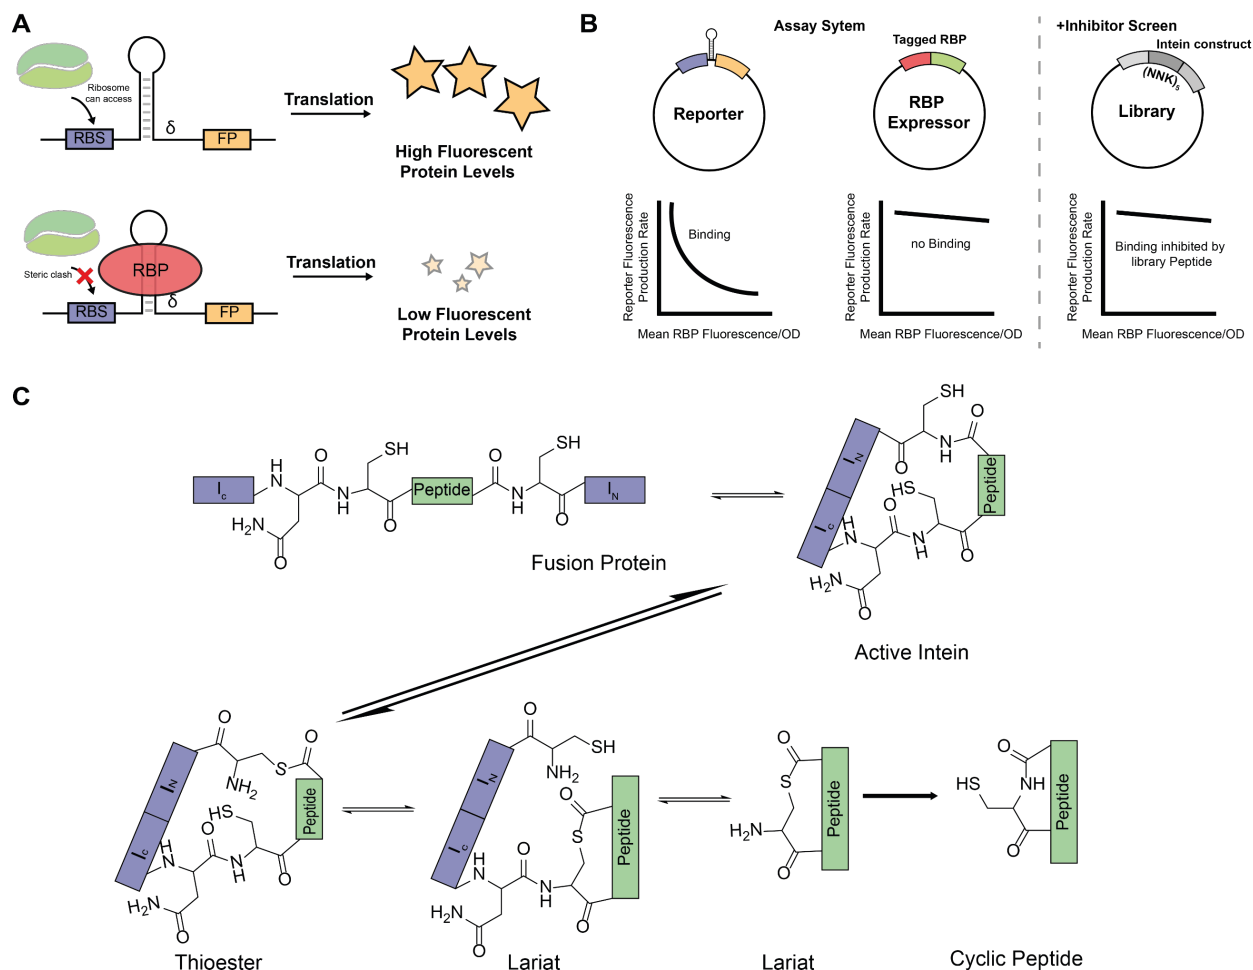 A
Ribosome
can access
RBS
δ
FP
Translation
High Fluorescent
Protein Levels
Steric clash
RBP
RBS
δ
FP
Translation
Low Fluorescent
Protein Levels
B
Assay Sytem
+Inhibitor Screen
Reporter
Tagged RBP
RBP
Expressor
Intein construct
(NNK)5
Library
Reporter Fluorescence
Production Rate
Binding
Mean RBP Fluorescence/OD
Reporter Fluorescence
Production Rate
no Binding
Mean RBP Fluorescence/OD
Reporter Fluorescence
Production Rate
Binding inhibited by
library Peptide
Mean RBP Fluorescence/OD
C
Ic
H
N
O
H2N
O
N
H
SH
O
Peptide
O
N
H
SH
O
IN
Fusion Protein
IN
Ic
SH
O
NH
O
Peptide
HS
O
H
N
N
H
O
H2N
O
Active Intein
IN
Ic
O
NH2
S
O
Peptide
HS
O
H
N
N
H
O
H2N
O
Thioester
IN
Ic
O
SH
NH2
O
S
Peptide
O
H
N
N
H
O
H2N
O
Lariat
O
S
H2N
O
Peptide
Lariat
O
NH
HS
O
Peptide
Cyclic Peptide